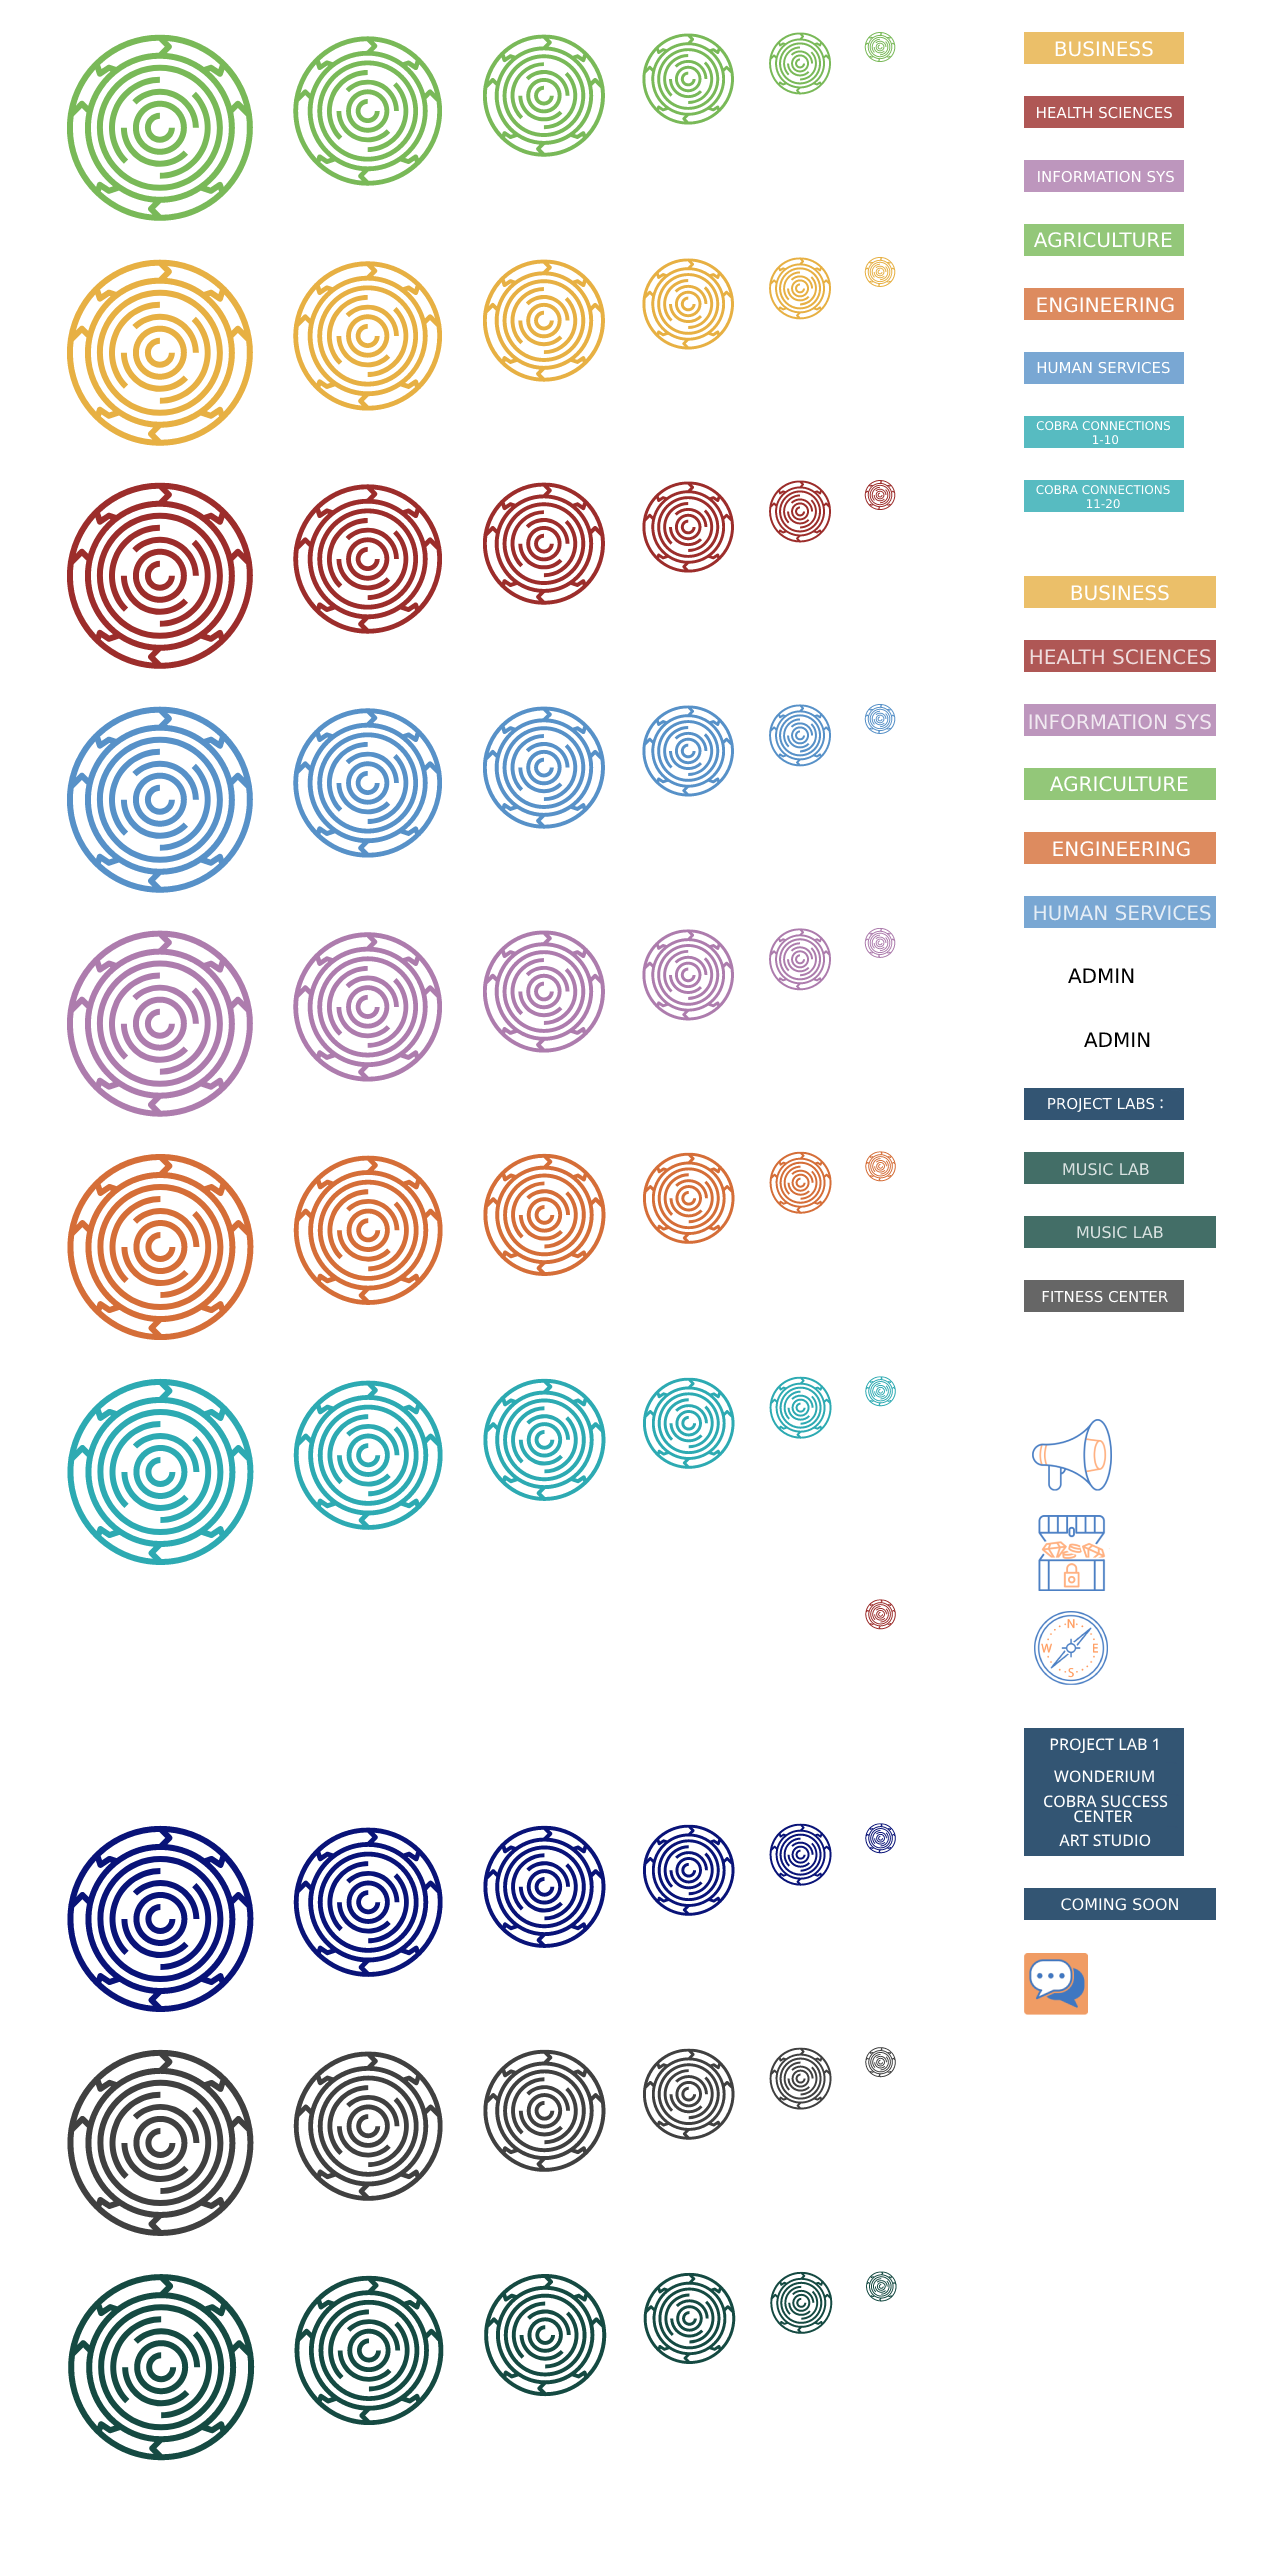 BUSINESS
HEALTH SCIENCES
INFORMATION SYS
AGRICULTURE
ENGINEERING
HUMAN SERVICES
COBRA CONNECTIONS
1-10
COBRA CONNECTIONS
11-20
BUSINESS
HEALTH SCIENCES
INFORMATION SYS
AGRICULTURE
ENGINEERING
HUMAN SERVICES
ADMIN
ADMIN
PROJECT LABS :
MUSIC LAB
MUSIC LAB
FITNESS CENTER
N
W E
S
PROJECT LAB 1
WONDERIUM
COBRA SUCCESS
CENTER
ART STUDIO
COMING SOON